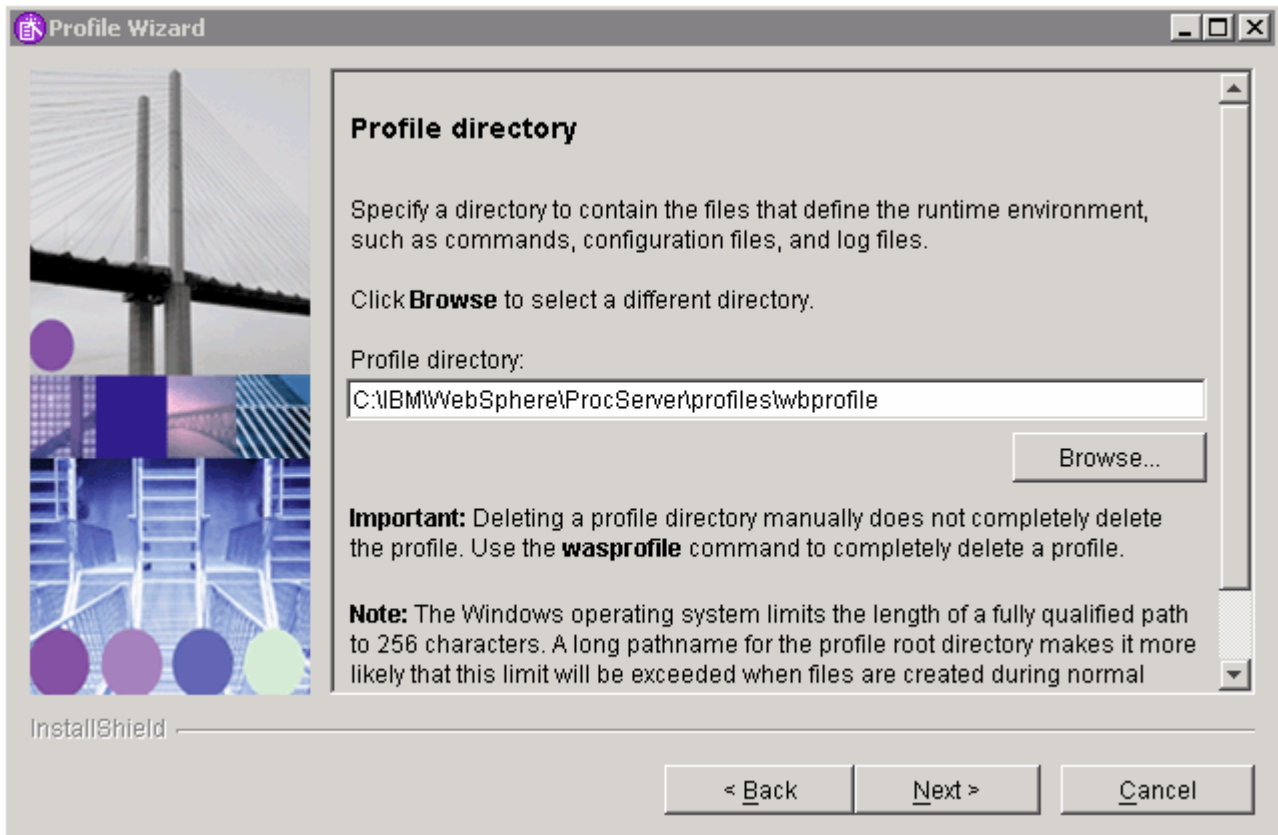 Profile Wizard
Profile directory
Specify a directory to contain the files that define the runtime environment,
such as commands, configuration files, and log files.
Click Browse to select a different directory.
Profile directory:
C:\IBM\WebSphere\ProcServer\profiles\wbprofile
Browse...
Important: Deleting a profile directory manually does not completely delete
the profile. Use the wasprofile command to completely delete a profile.
Note: The Windows operating system limits the length of a fully qualified path
to 256 characters. A long pathname for the profile root directory makes it more
likely that this limit will be exceeded when files are created during normal
InstallShield
< Back
Next >
Cancel